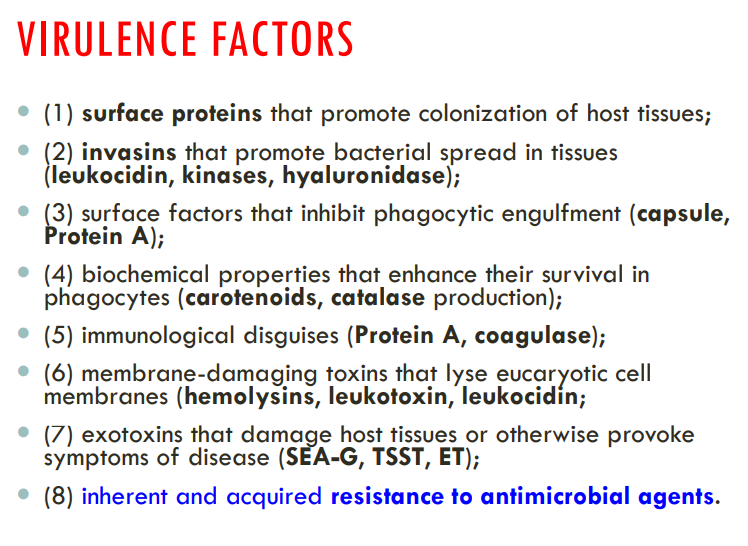 VIRULENCE FACTORS
• (1) surface proteins that promote colonization of host tissues;
• (2) invasins that promote bacterial spread in tissues
(leukocidin, kinases, hyaluronidase);
• (3) surface factors that inhibit phagocytic engulfment (capsule,
Protein A);
• (4) biochemical properties that enhance their survival in
phagocytes (carotenoids, catalase production);
• (5) immunological disguises (Protein A, coagulase);
• (6) membrane-damaging toxins that lyse eucaryotic cell
membranes (hemolysins, leukotoxin, leukocidin;
• (7) exotoxins that damage host tissues or otherwise provoke
symptoms of disease (SEA-G, TSST, ET);
• (8) inherent and acquired resistance to antimicrobial agents.